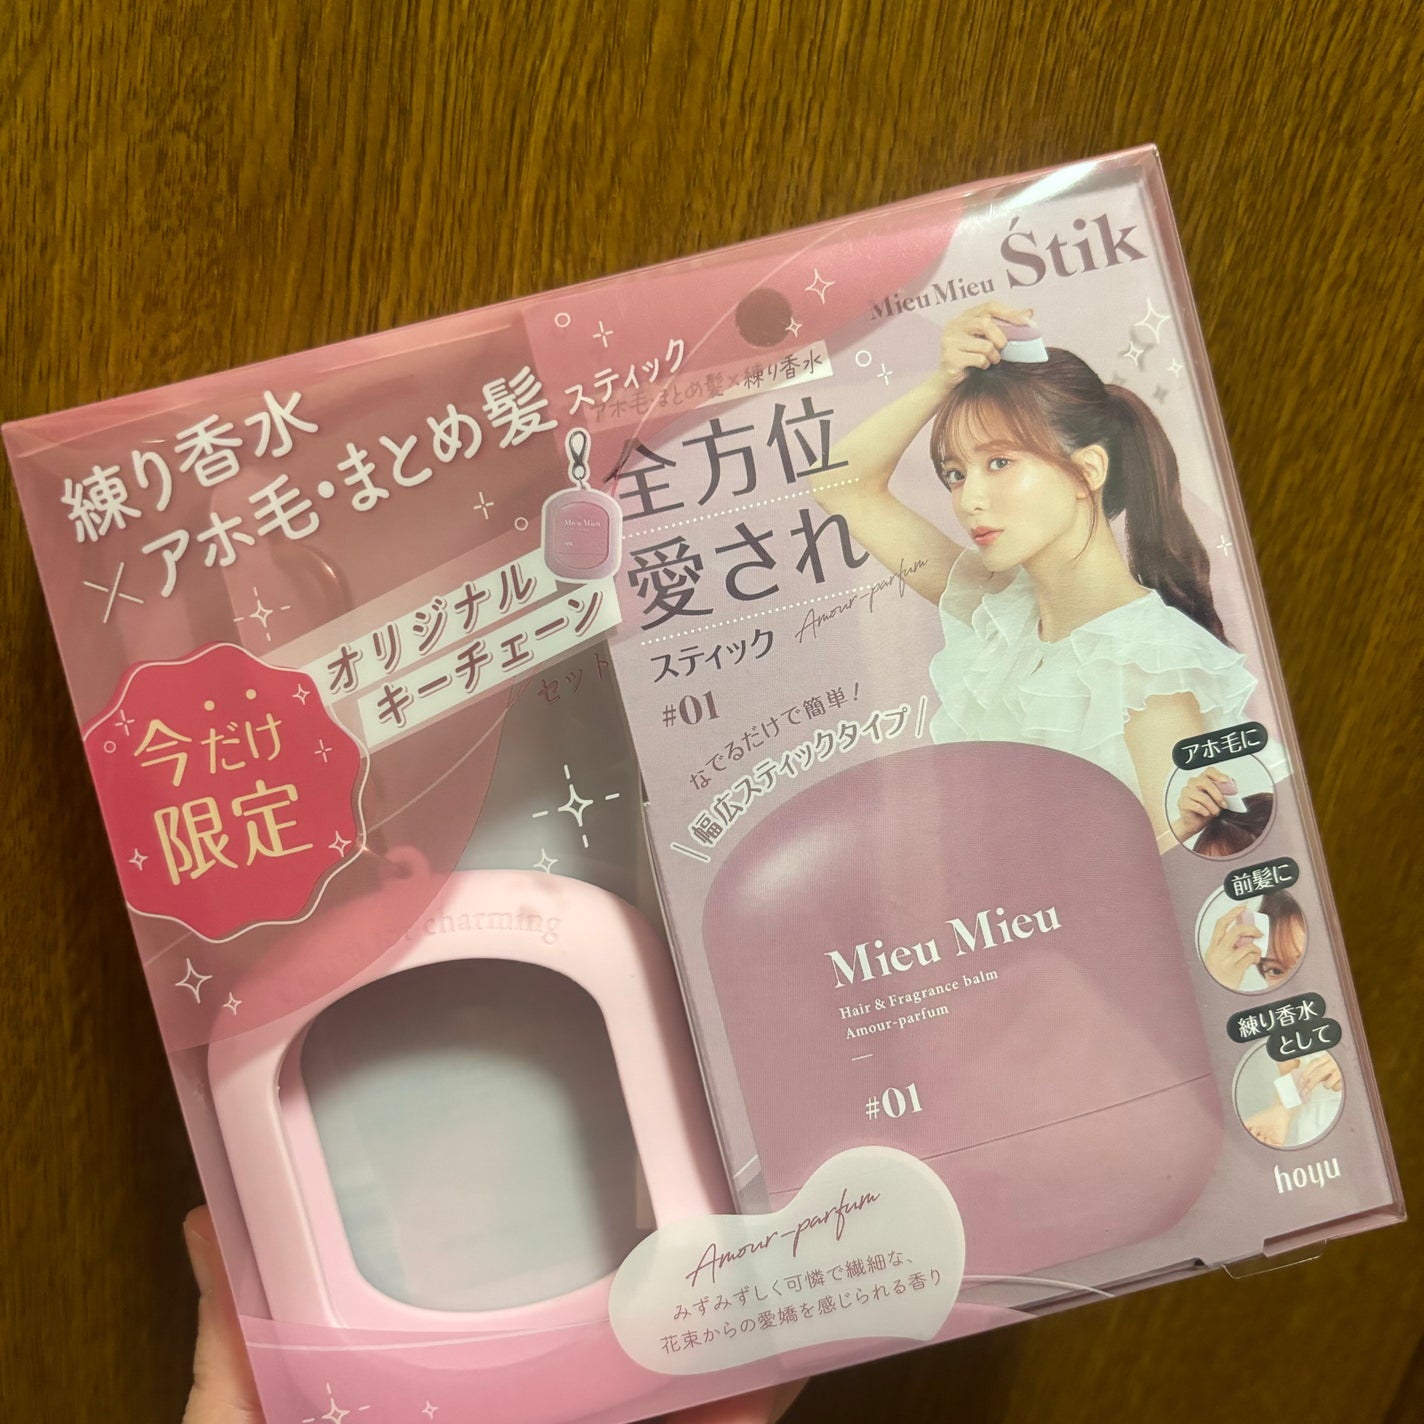 練り香水
×アホ毛・まとめ髪 スティック
オリジナル
キーチェーン
セット
今だけ
限定
Mieu Mieu
#01
charming
Mieu Mieu Śtik
アホ毛・まとめ髪×練り香水
全方位
愛され
スティック Amour-parfum
#01
なでるだけで簡単!
\幅広スティックタイプ/
Mieu Mieu
Hair & Fragrance balm
Amour-parfum
#01
アホ毛に
前髪に
練り香水
として
hoyu
Amour-parfum
みずみずしく可憐で繊細な、
花束からの愛嬌を感じられる香り